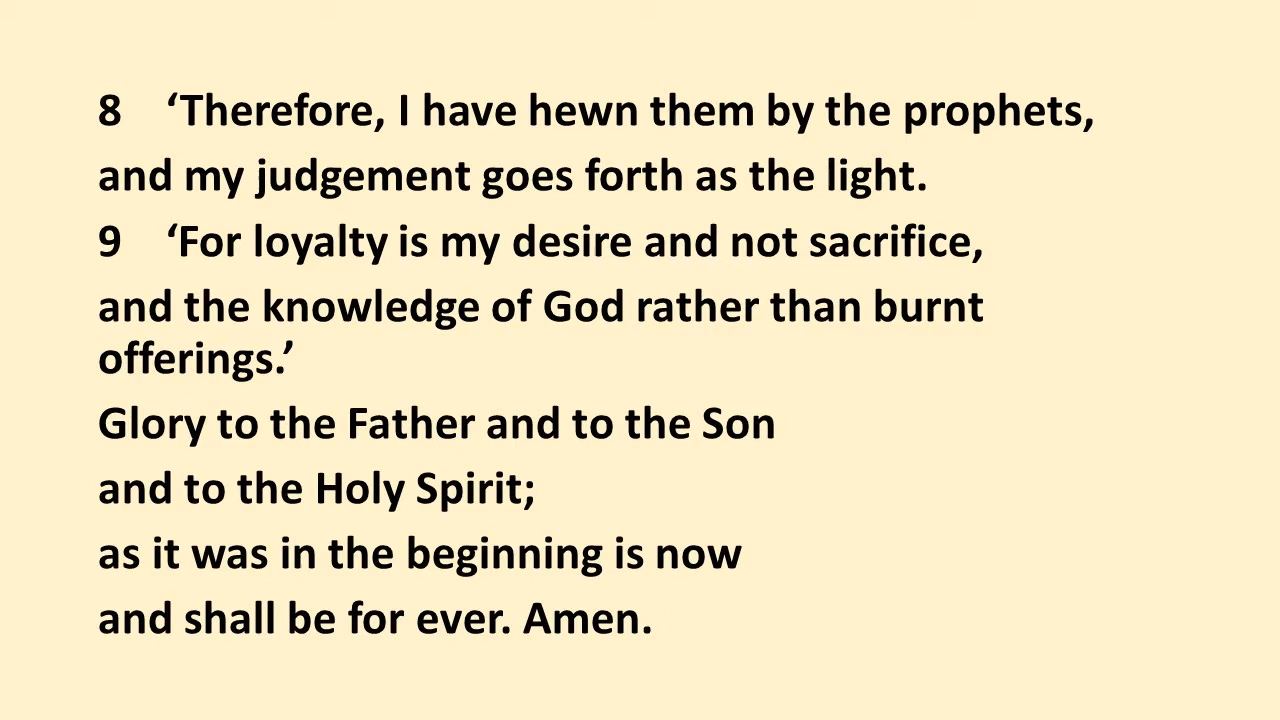 8 ‘Therefore, I have hewn them by the prophets,
and my judgement goes forth as the light.
9 ‘For loyalty is my desire and not sacrifice,
and the knowledge of God rather than burnt
offerings.’
Glory to the Father and to the Son
and to the Holy Spirit;
as it was in the beginning is now
and shall be for ever. Amen.